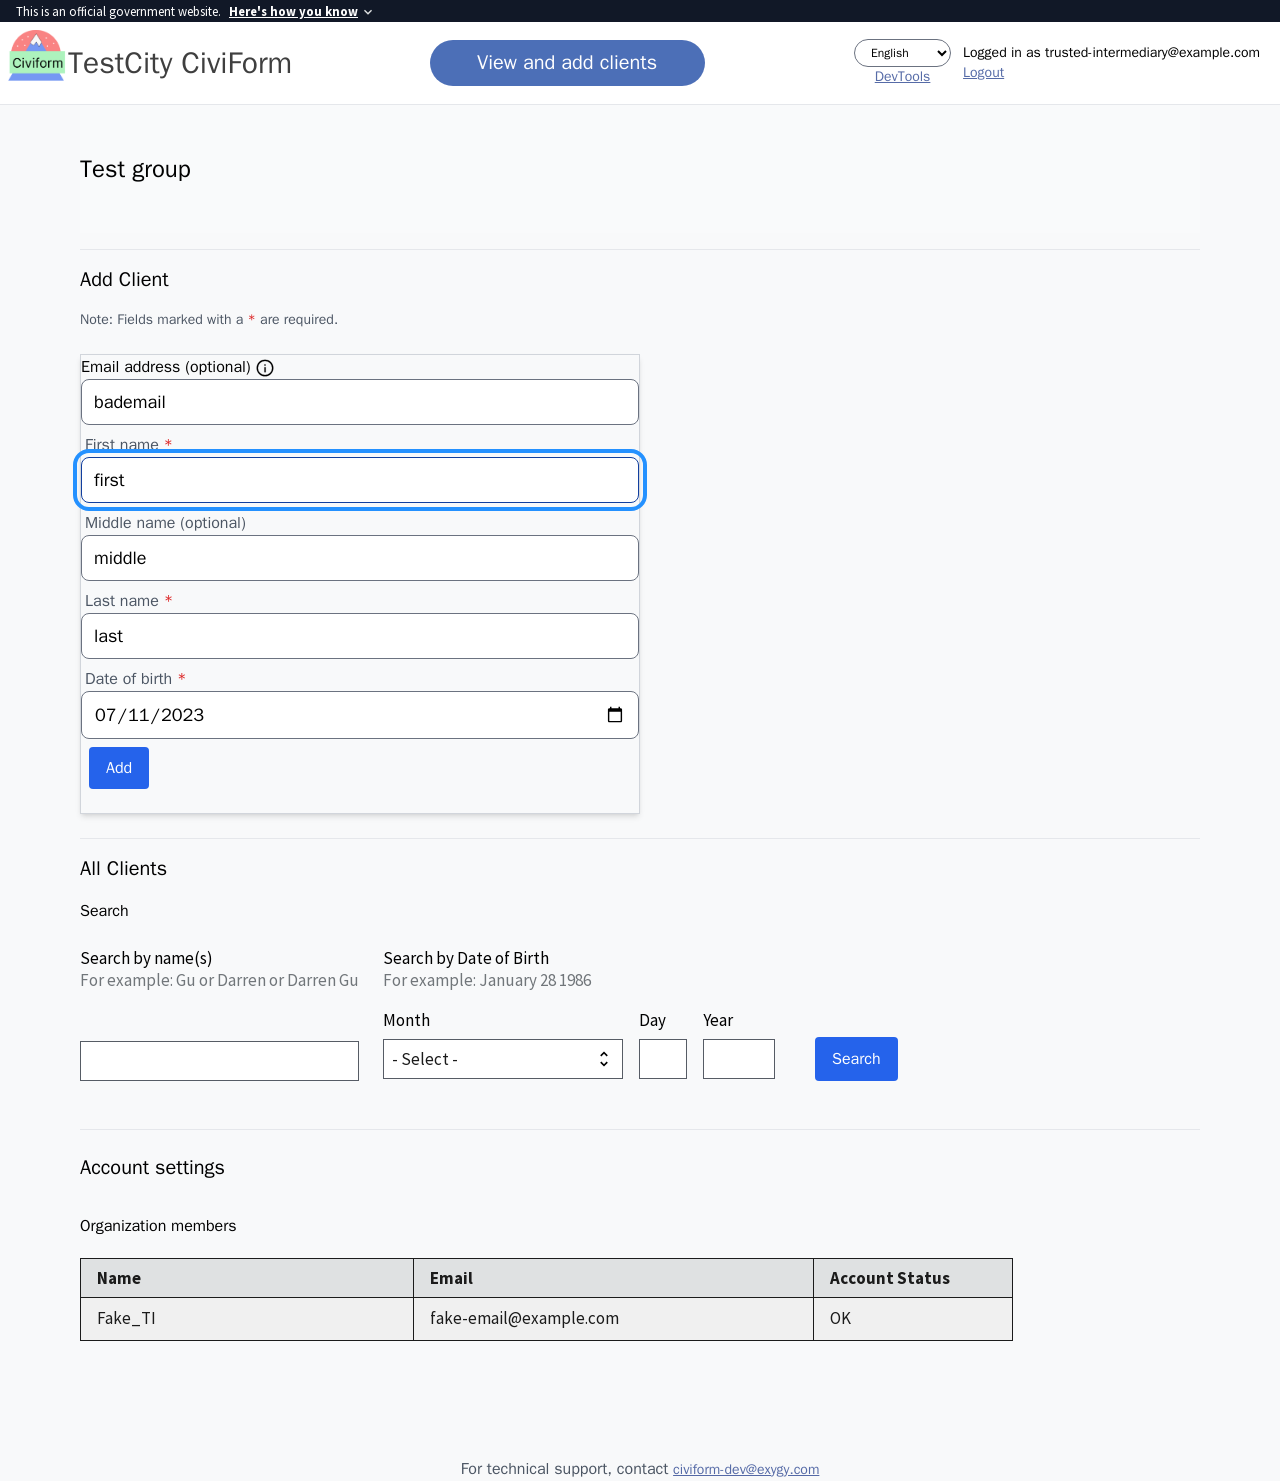 This is an official government website. Here's how you know
Civiform
TestCity CiviForm
View and add clients
English
DevTools
Logged in as trusted-intermediary@example.com
Logout
Test group
Add Client
Note: Fields marked with a * are required.
Email address (optional)
bademail
First name *
first
Middle name (optional)
middle
Last name *
last
Date of birth *
07/11/2023
Add
All Clients
Search
Search by name(s)
For example: Gu or Darren or Darren Gu
Search by Date of Birth
For example: January 28 1986
Month
Day
Year
- Select -
Search
Account settings
Organization members
Name Email Account Status
Fake_TI fake-email@example.com OK
For technical support, contact civiform-dev@exygy.com